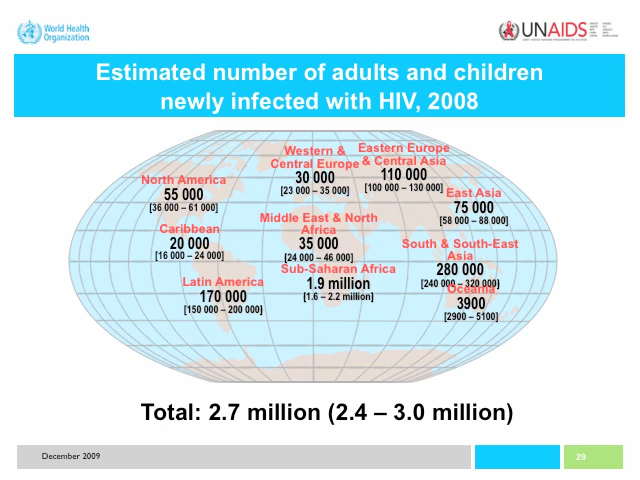 World Health
Organization
UNAIDS
Estimated number of adults and children
newly infected with HIV, 2008
Western &
Central Europe
30 000
[23 000 – 35 000]
Eastern Europe
& Central Asia
110 000
[100 000 – 130 000]
North America
55 000
[36 000 – 61 000]
East Asia
75 000
[58 000 – 88 000]
Caribbean
20 000
[16 000 – 24 000]
Middle East & North
Africa
35 000
[24 000 – 46 000]
South & South-East
Asia
280 000
[240 000 – 320 000]
Sub-Saharan Africa
1.9 million
[1.6 – 2.2 million]
Latin America
170 000
[150 000 – 200 000]
Oceania
3900
[2900 – 5100]
Total: 2.7 million (2.4 – 3.0 million)
December 2009
29